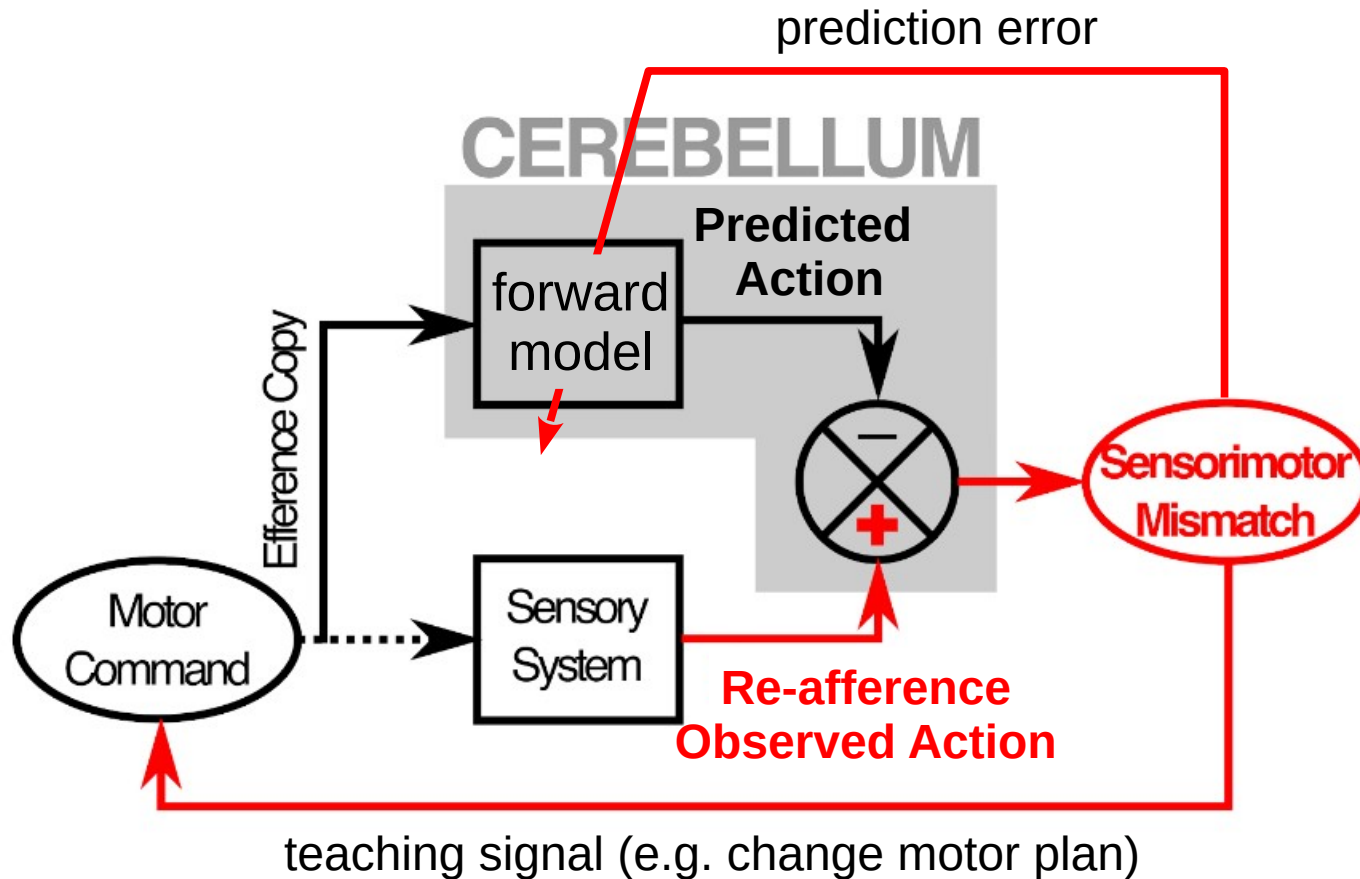 prediction error
CEREBELLUM
Predicted
Action
forward
model
Efference Copy
−
+
Sensorimotor
Mismatch
Motor
Command
Sensory
System
Re-afference
Observed Action
teaching signal (e.g. change motor plan)